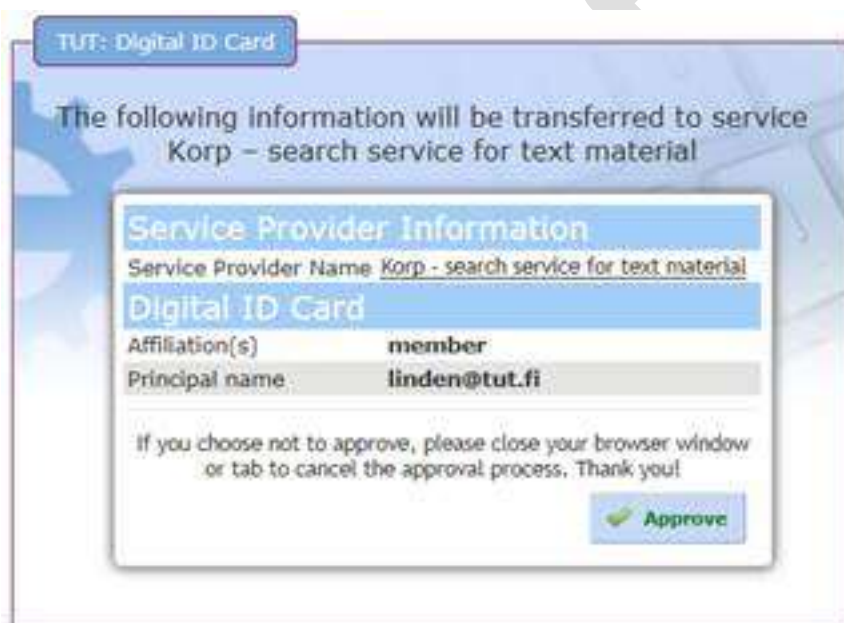 TUT: Digital ID Card
The following information will be transferred to service
Korp – search service for text material
Service Provider Information
Service Provider Name Korp - search service for text material
Digital ID Card
Affiliation(s) member
Principal name linden@tut.fi
If you choose not to approve, please close your browser window
or tab to cancel the approval process. Thank you!
Approve